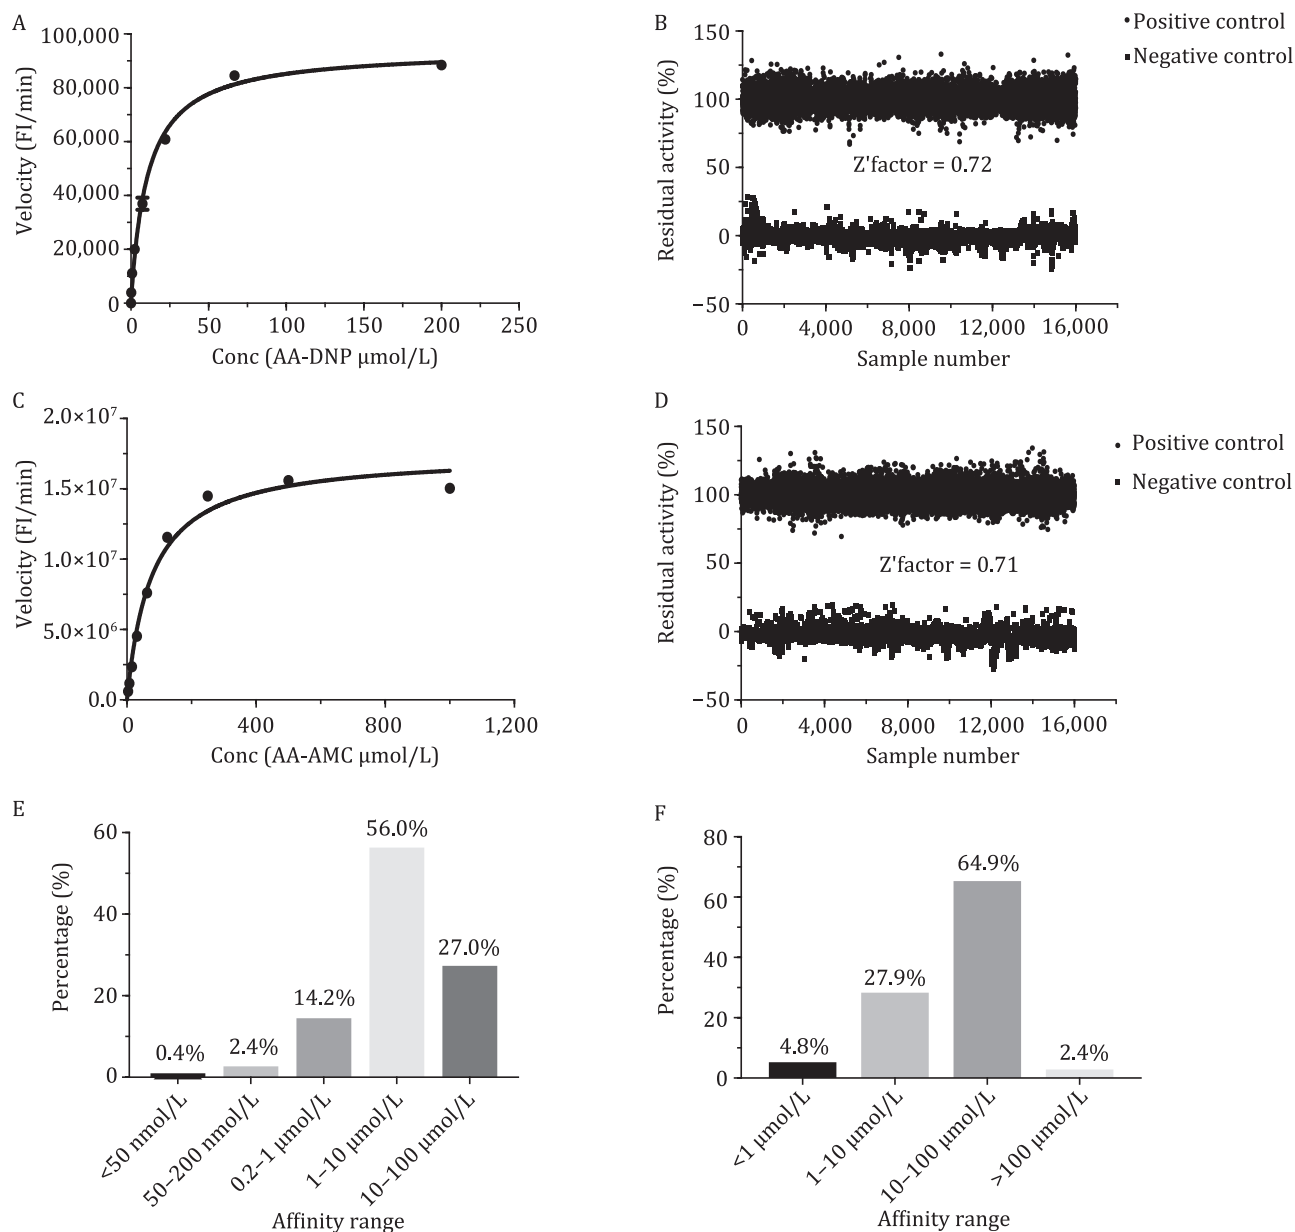 A
100,000
80,000
60,000
40,000
20,000
0
Velocity (FI/min)
0 50 100 150 200 250
Conc (AA-DNP μmol/L)
B
150
100
50
0
−50
Residual activity (%)
Z'factor = 0.72
0 4,000 8,000 12,000 16,000
Sample number
Positive control
Negative control
C
2.0×10⁷
1.5×10⁷
1.0×10⁷
5.0×10⁶
0.0
Velocity (FI/min)
0 400 800 1,200
Conc (AA-AMC μmol/L)
D
150
100
50
0
−50
Residual activity (%)
Z'factor = 0.71
0 4,000 8,000 12,000 16,000
Sample number
Positive control
Negative control
E
60
40
20
0
Percentage (%)
0.4%
2.4%
14.2%
56.0%
27.0%
<50 nmol/L
50–200 nmol/L
0.2–1 μmol/L
1–10 μmol/L
10–100 μmol/L
Affinity range
F
80
60
40
20
0
Percentage (%)
4.8%
27.9%
64.9%
2.4%
<1 μmol/L
1–10 μmol/L
10–100 μmol/L
>100 μmol/L
Affinity range